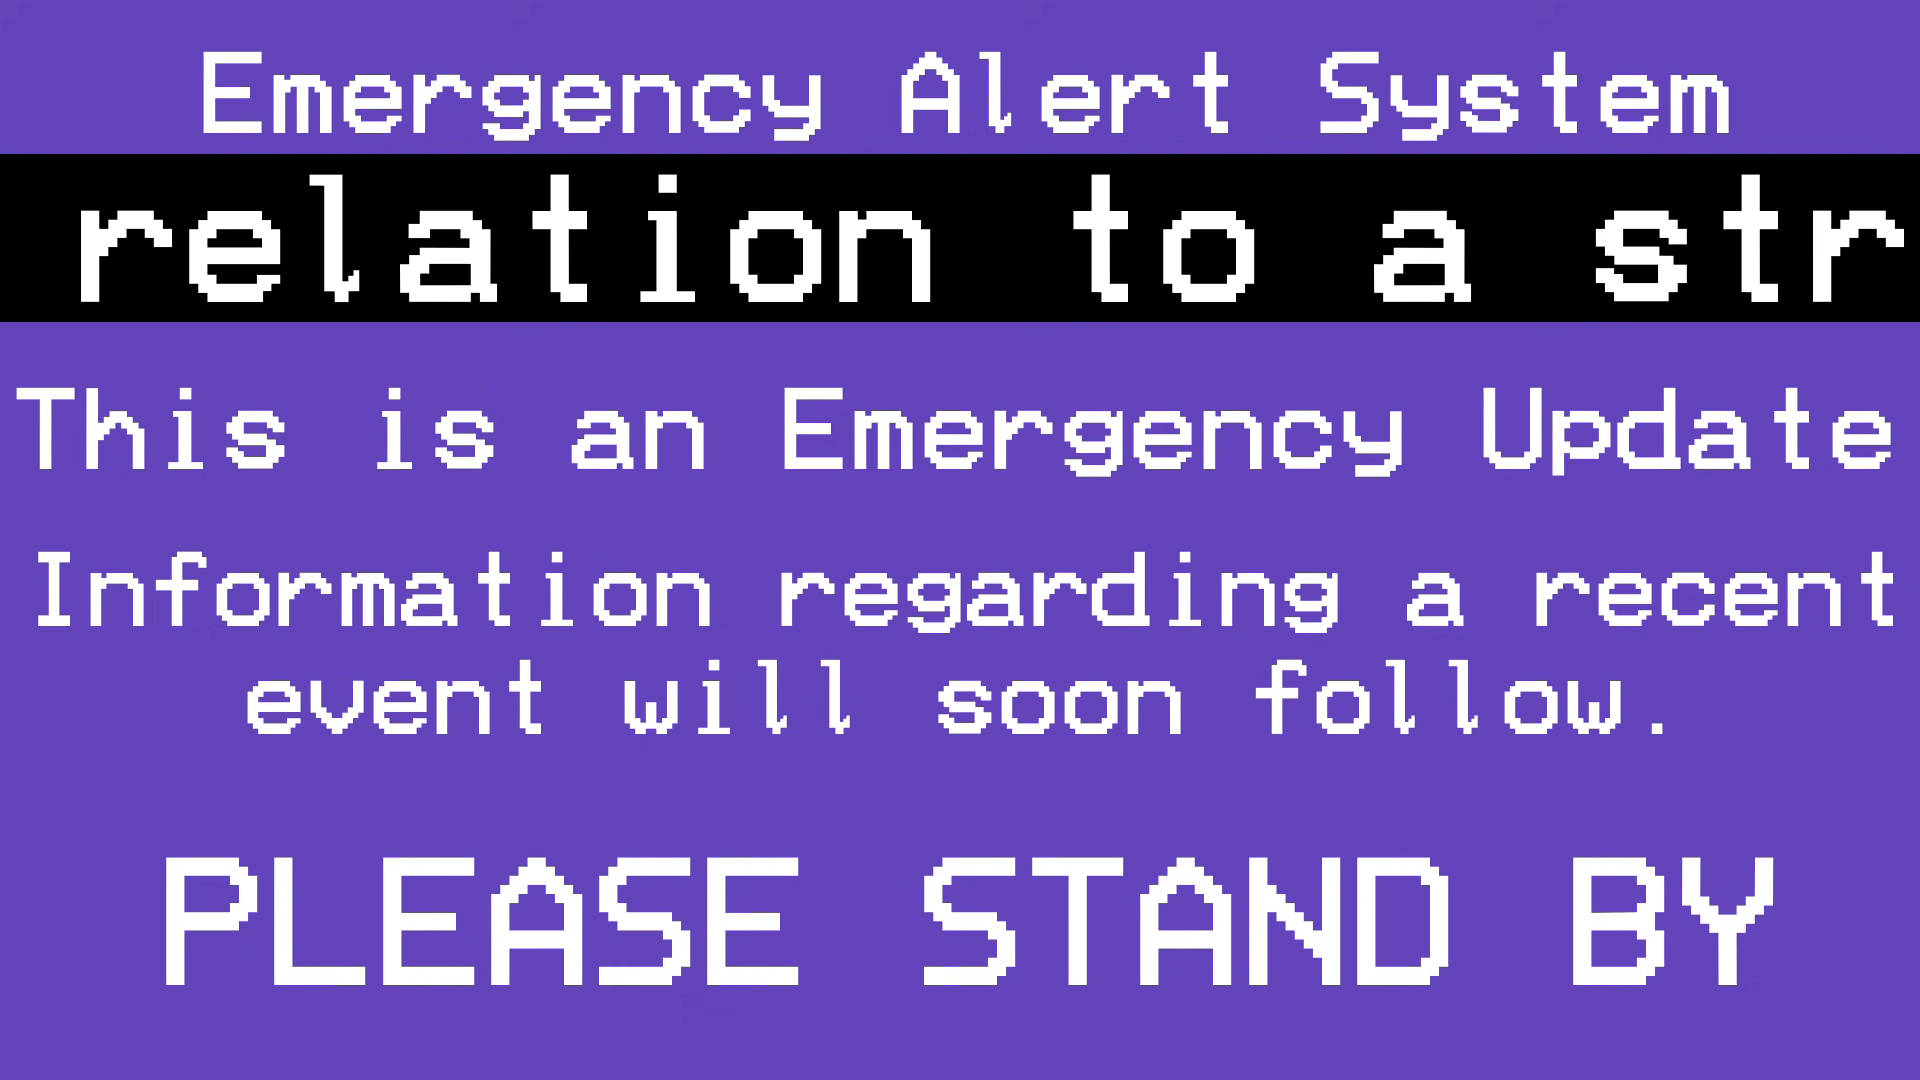 Emergency Alert System
relation to a str
This is an Emergency Update
Information regarding a recent
event will soon follow.
PLEASE STAND BY